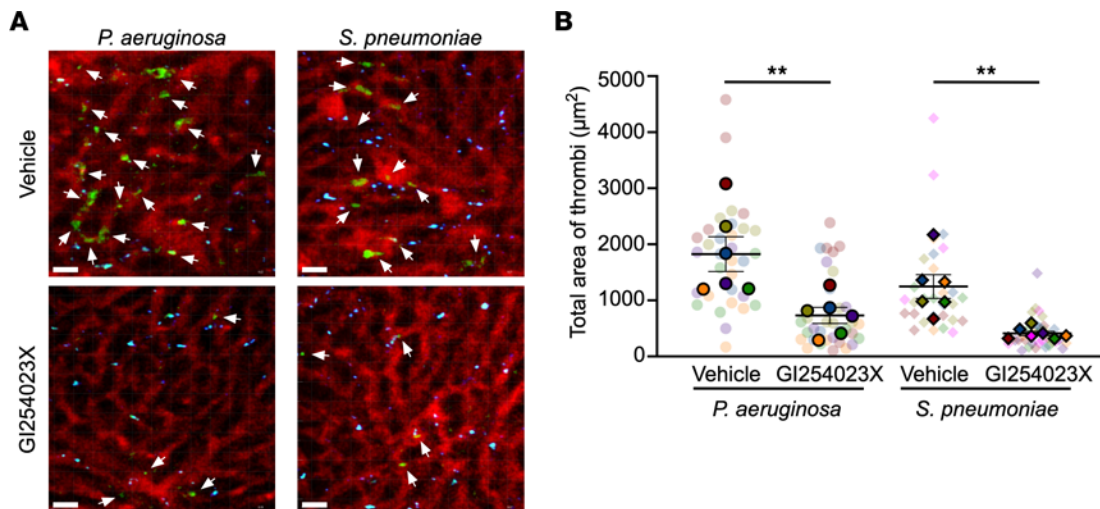 A
P. aeruginosa
S. pneumoniae
Vehicle
GI254023X
B
Total area of thrombi (µm²)
5000
4000
3000
2000
1000
0
**
**
Vehicle GI254023X Vehicle GI254023X
P. aeruginosa S. pneumoniae